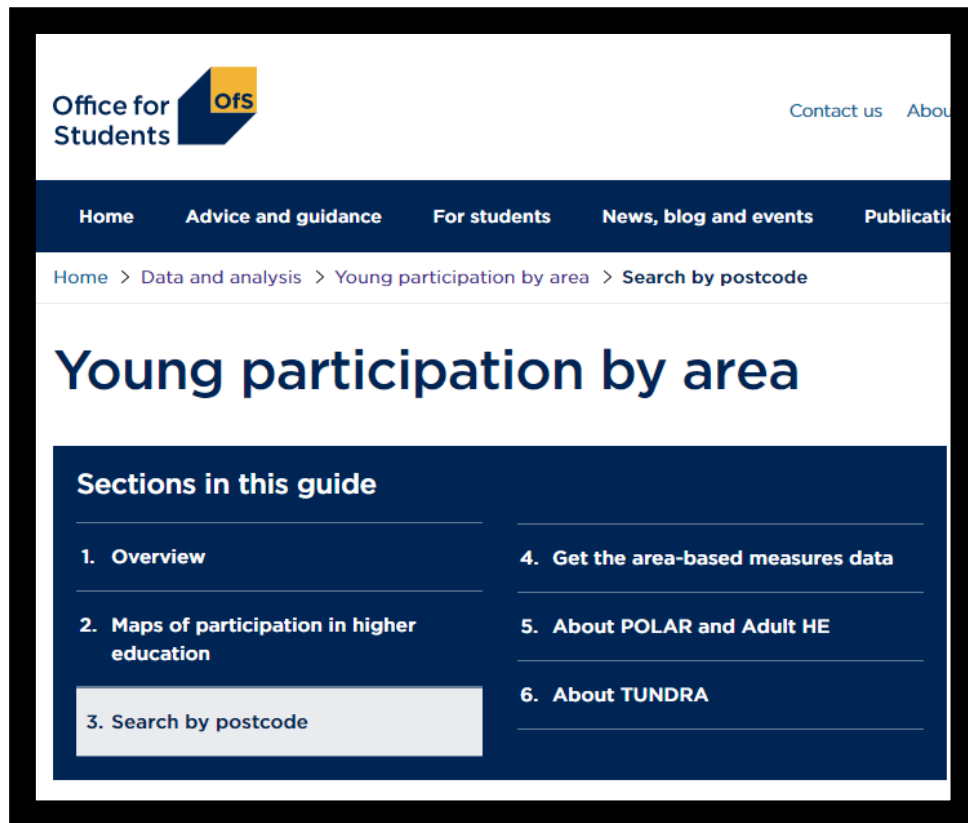 Office for
Students
OfS
Contact us
Home Advice and guidance For students News, blog and events
Home > Data and analysis > Young participation by area > Search by postcode
Young participation by area
Sections in this guide
1. Overview
2. Maps of participation in higher
education
3. Search by postcode
4. Get the area-based measures data
5. About POLAR and Adult HE
6. About TUNDRA